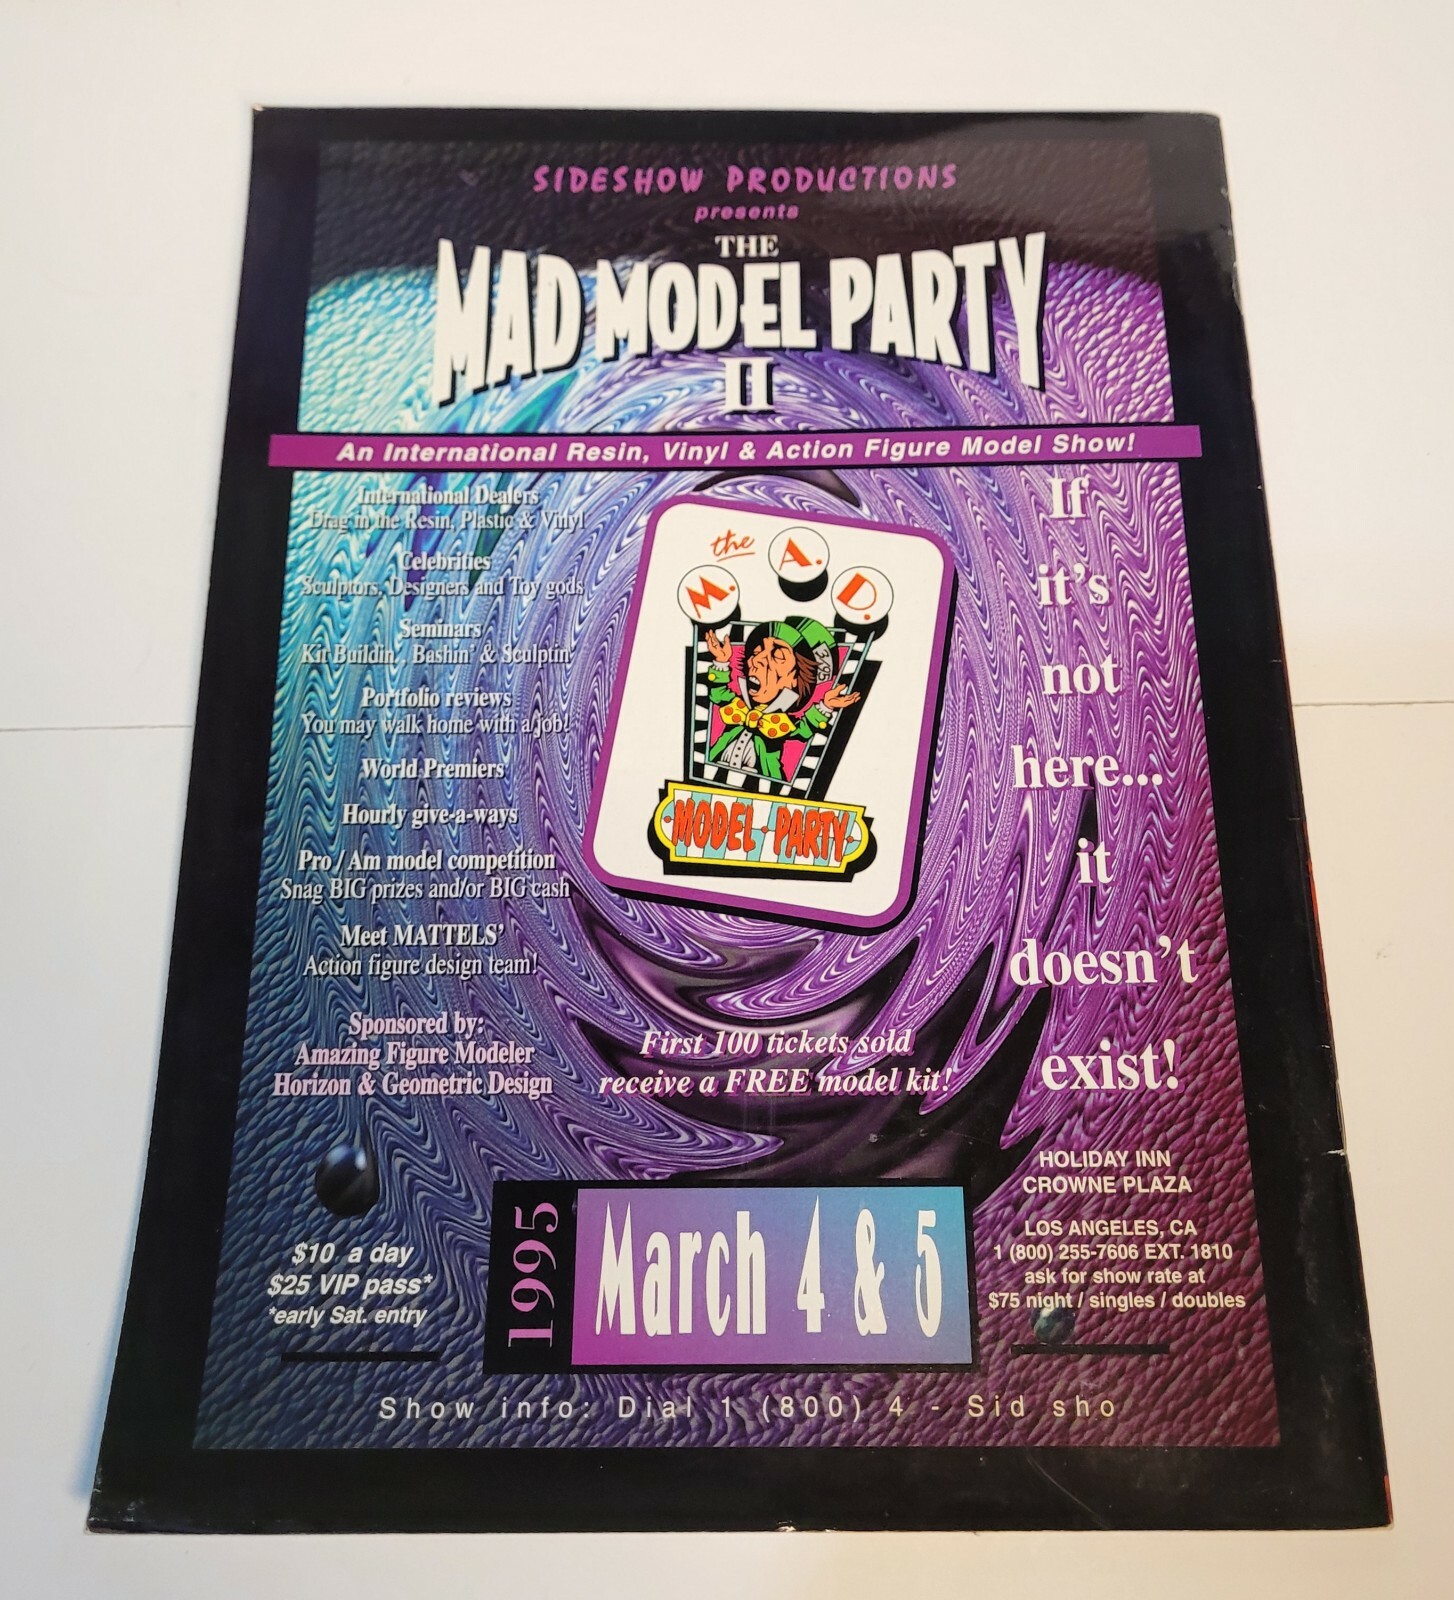 SIDESHOW PRODUCTIONS
presents
THE
MAD MODEL PARTY
II
An International Resin, Vinyl & Action Figure Model Show!
International Dealers
Drag in the Resin, Plastic & Vinyl
Celebrities
Sculptors, Designers and Toy gods
Seminars
Kit Buildin', Bashin' & Sculptin'
Portfolio reviews
You may walk home with a job!
World Premiers
Hourly give-a-ways
Pro / Am model competition
Snag BIG prizes and/or BIG cash
Meet MATTELS'
Action figure design team!
Sponsored by:
Amazing Figure Modeler
Horizon & Geometric Design
the
M. A. D.
3/95
MODEL PARTY
First 100 tickets sold
receive a FREE model kit!
If
it's
not
here...
it
doesn't
exist!
$10 a day
$25 VIP pass*
*early Sat. entry
1995
March 4 & 5
HOLIDAY INN
CROWNE PLAZA
LOS ANGELES, CA
1 (800) 255-7606 EXT. 1810
ask for show rate at
$75 night / singles / doubles
Show info: Dial 1 (800) 4 - Sid sho